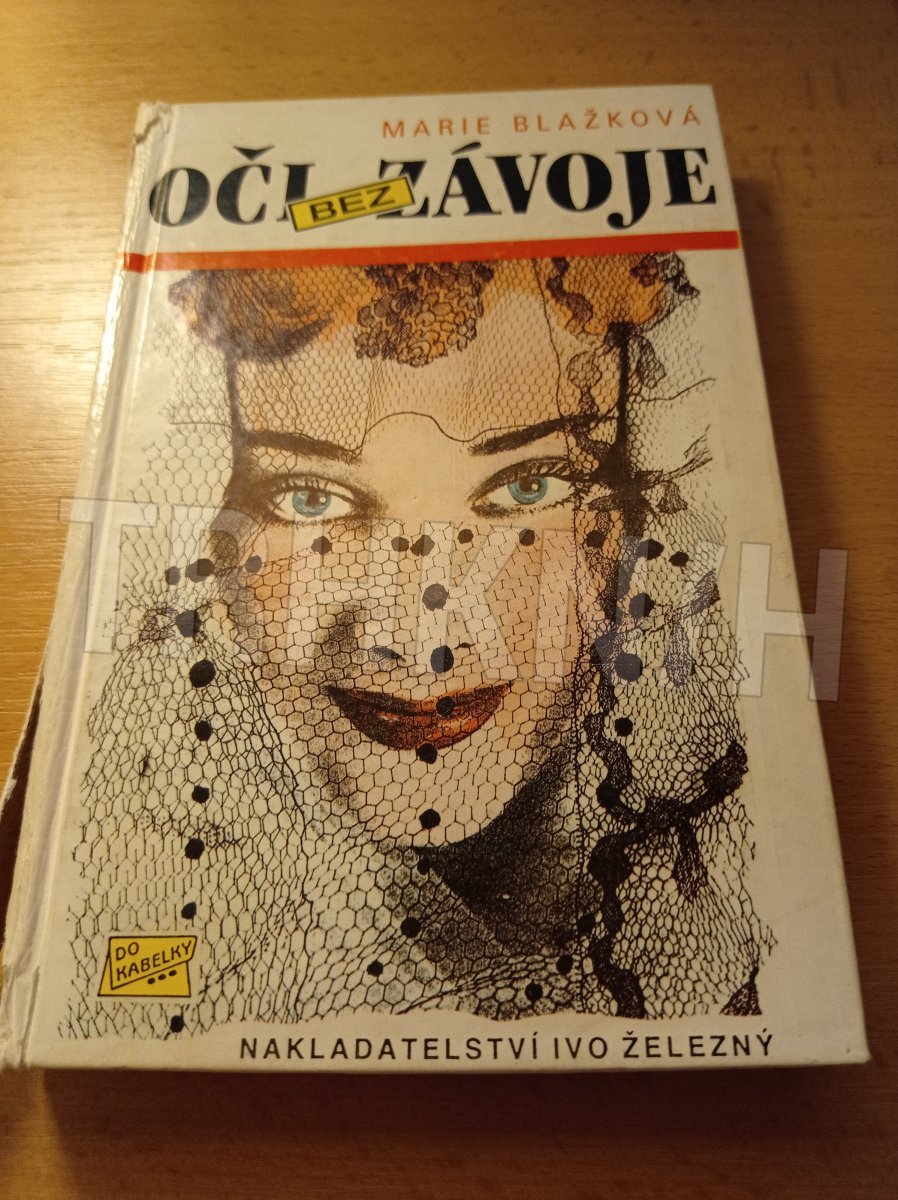 MARIE BLAŽKOVÁ
OČI BEZ ZÁVOJE
DO
KABELKY...
NAKLADATELSTVÍ IVO ŽELEZNÝ